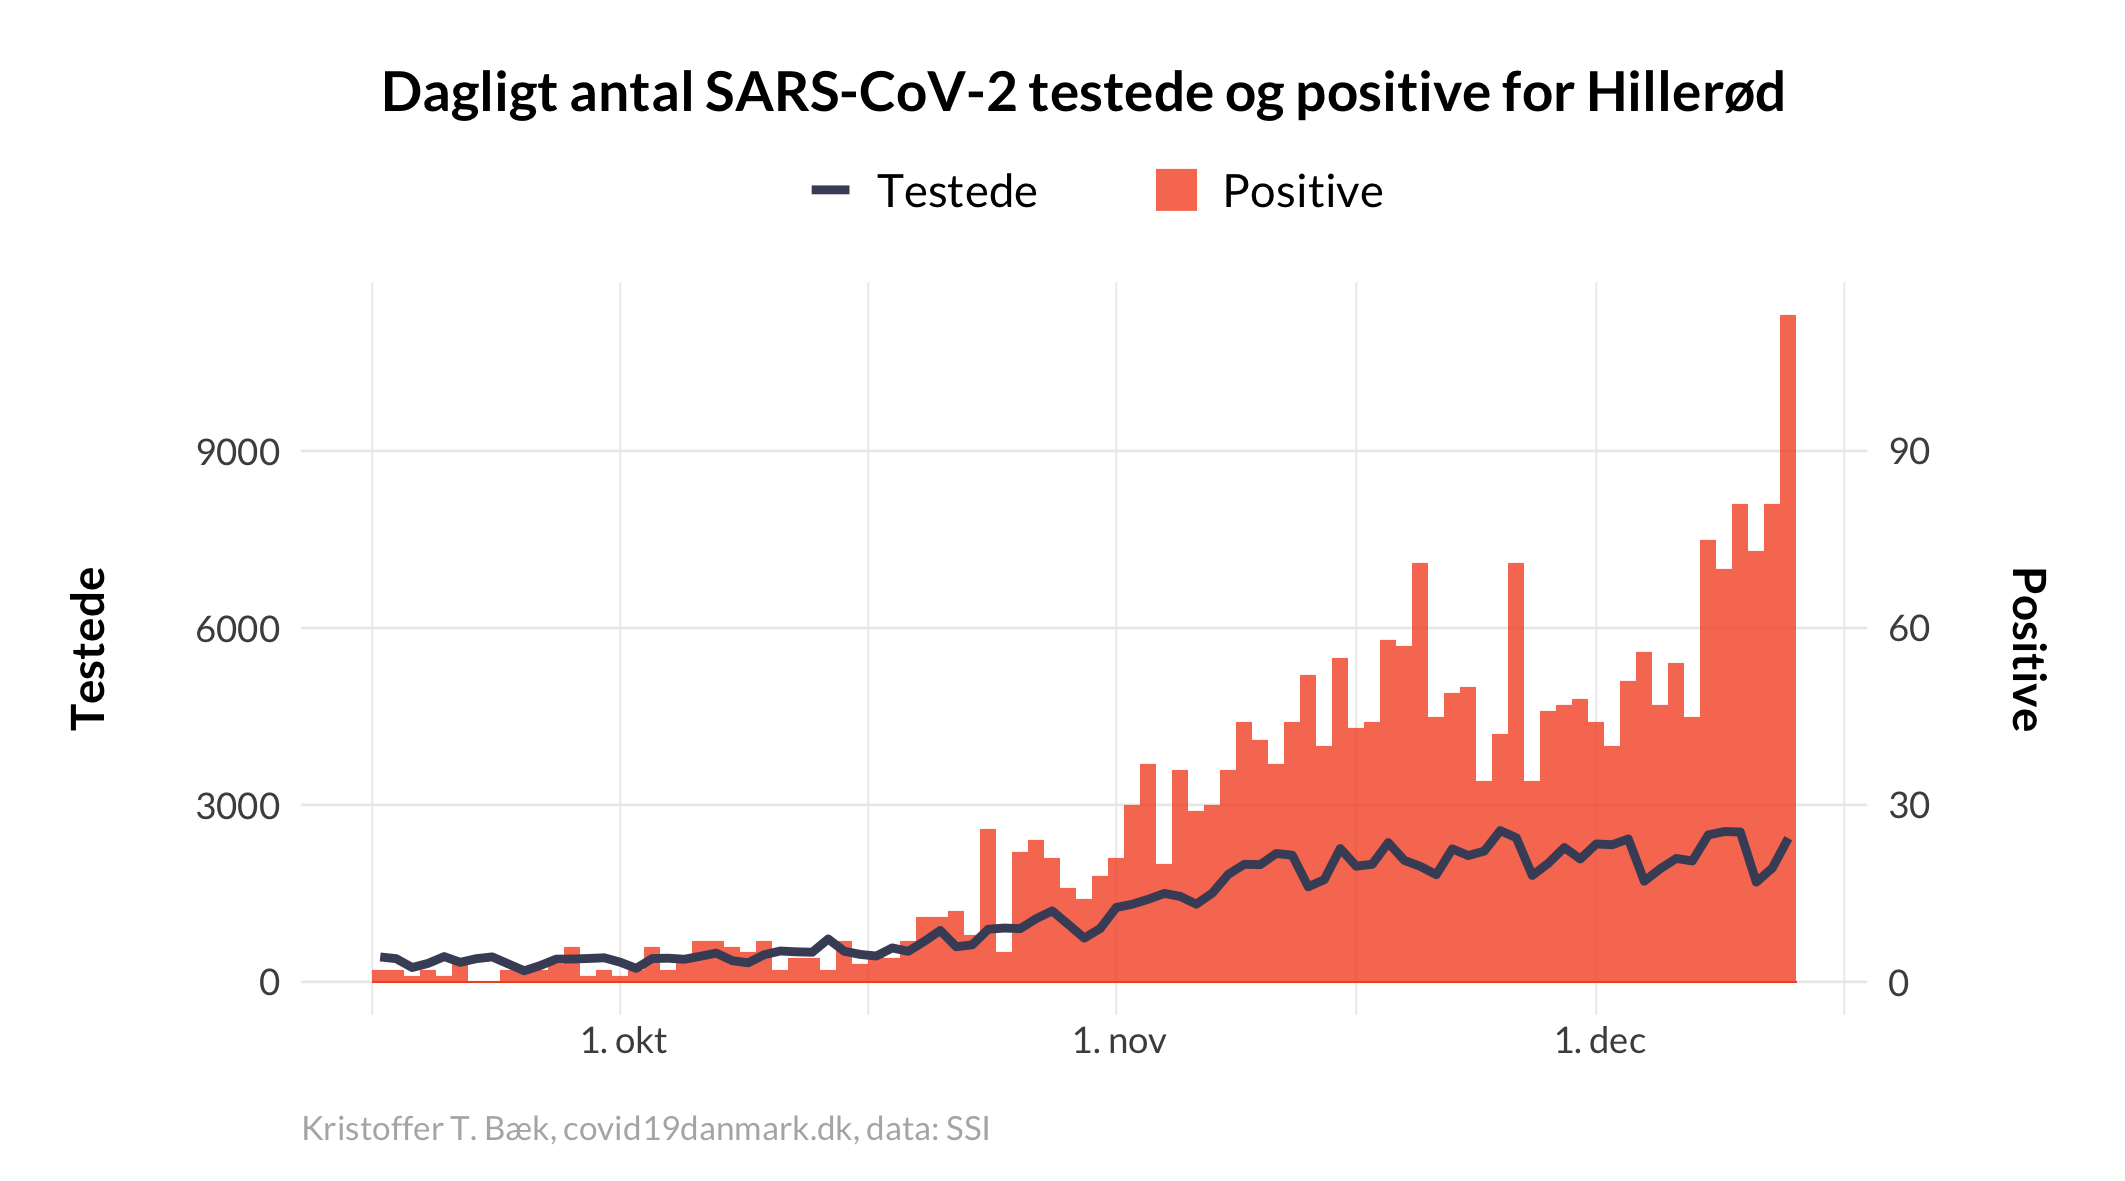 Dagligt antal SARS-CoV-2 testede og positive for Hillerød
Testede
Positive
9000
6000
3000
0
Testede
90
60
30
0
Positive
1. okt
1. nov
1. dec
Kristoffer T. Bæk, covid19danmark.dk, data: SSI